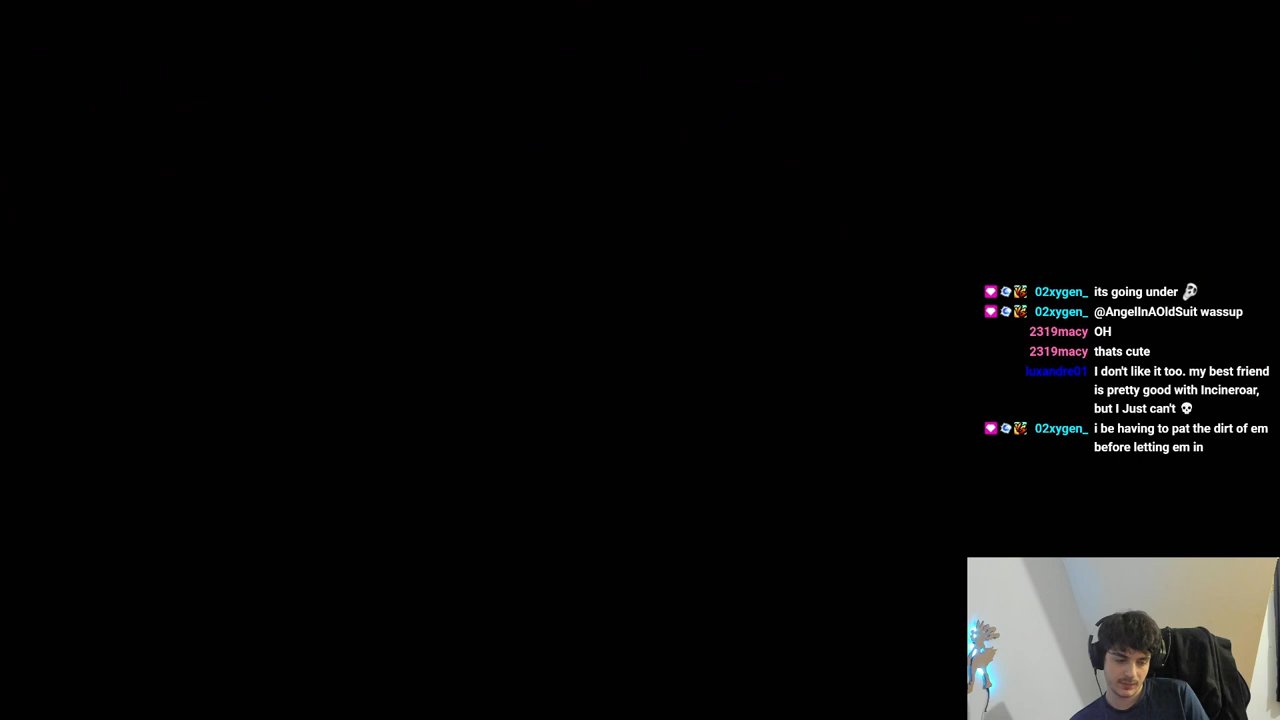 02xygen_ its going under
02xygen_ @AngelInAOldSuit wassup
2319macy OH
2319macy thats cute
luxandre01 I don't like it too. my best friend
is pretty good with Incineroar,
but I Just can't 💀
02xygen_ i be having to pat the dirt of em
before letting em in